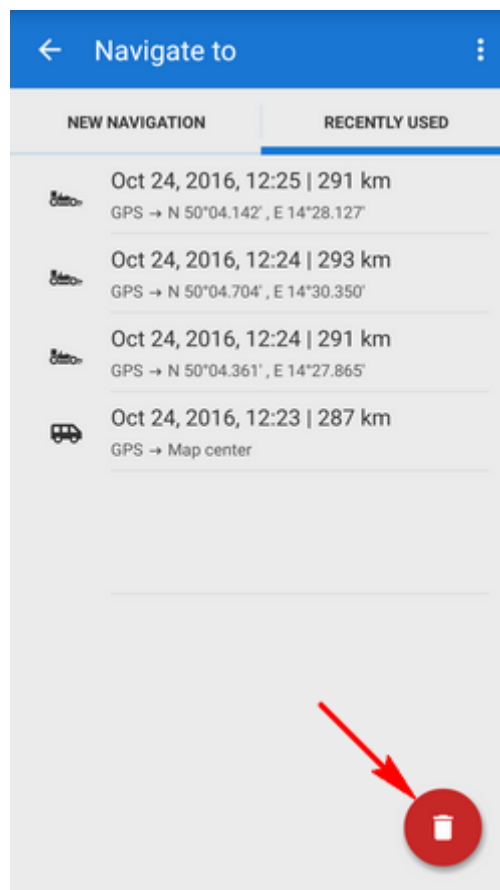 Navigate to
NEW NAVIGATION
RECENTLY USED
Oct 24, 2016, 12:25 | 291 km
GPS → N 50°04.142' , E 14°28.127'
Oct 24, 2016, 12:24 | 293 km
GPS → N 50°04.704' , E 14°30.350'
Oct 24, 2016, 12:24 | 291 km
GPS → N 50°04.361' , E 14°27.865'
Oct 24, 2016, 12:23 | 287 km
GPS → Map center